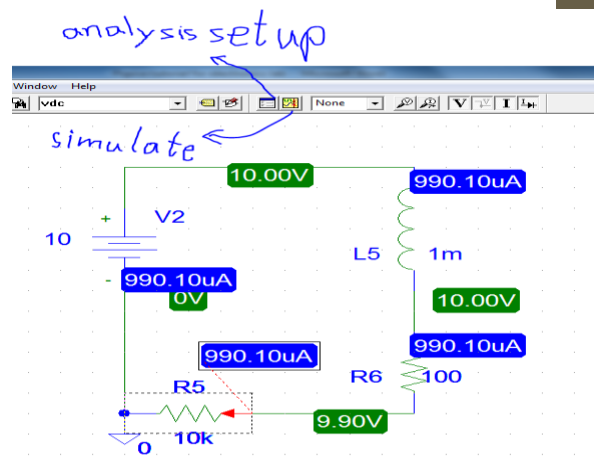 analysis setup
Window Help
vdc None V I
simulate
10.00V
990.10uA
+ V2
10
L5 1m
- 990.10uA
0V
10.00V
990.10uA
990.10uA
R5
R6 100
9.90V
10k
0